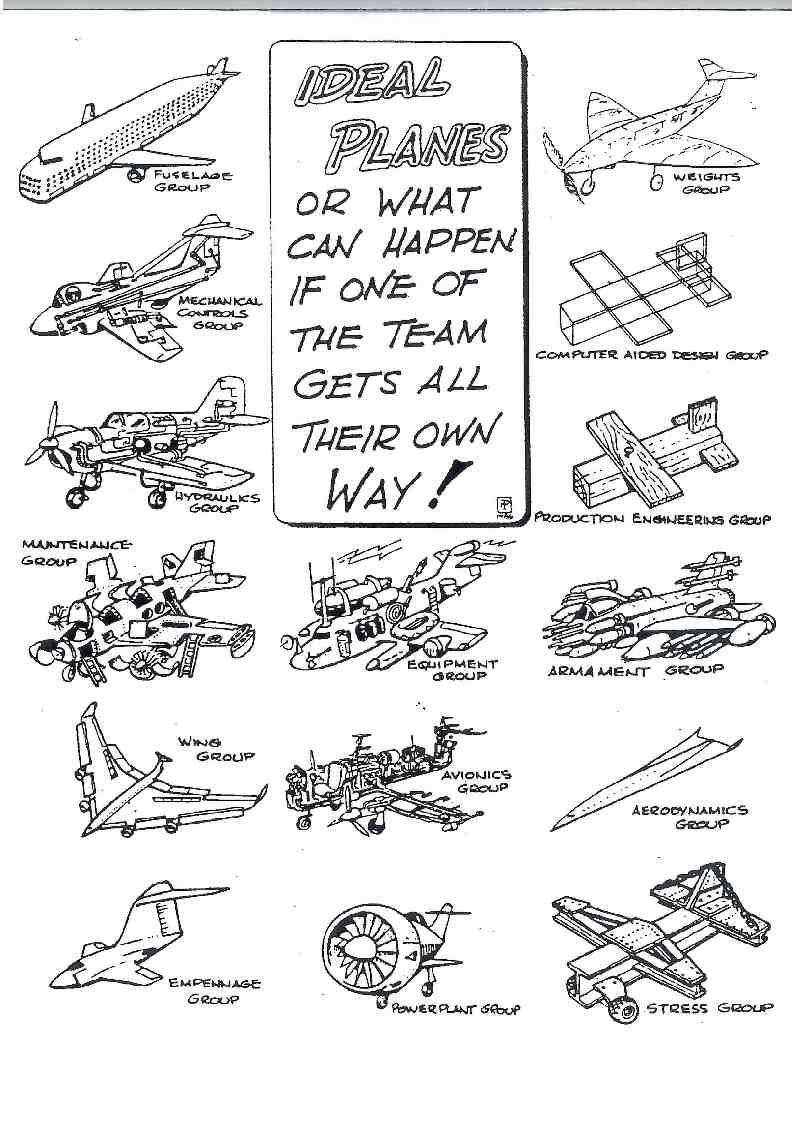 IDEAL
PLANES
OR WHAT
CAN HAPPEN
IF ONE OF
THE TEAM
GETS ALL
THEIR OWN
WAY!
FUSELAGE
GROUP
WEIGHTS
GROUP
MECHANICAL
CONTROLS
GROUP
COMPUTER AIDED DESIGN GROUP
HYDRAULICS
GROUP
PRODUCTION ENGINEERING GROUP
MAINTENANCE
GROUP
EQUIPMENT
GROUP
ARMAMENT GROUP
WING
GROUP
AVIONICS
GROUP
AERODYNAMICS
GROUP
EMPENNAGE
GROUP
POWER PLANT GROUP
STRESS GROUP